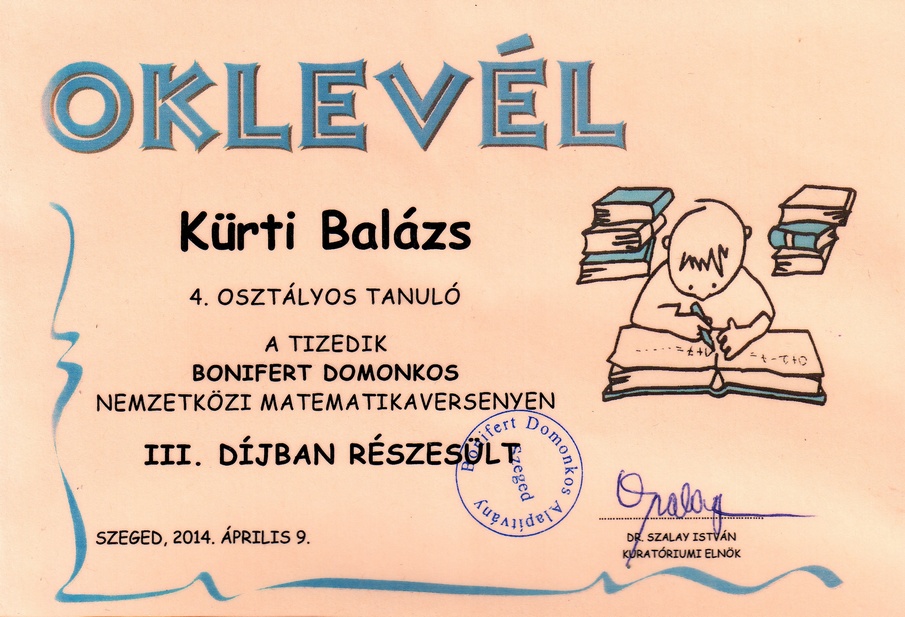 OKLEVÉL
Kürti Balázs
4. OSZTÁLYOS TANULÓ
A TIZEDIK
BONIFERT DOMONKOS
NEMZETKÖZI MATEMATIKAVERSENYEN
III. DÍJBAN RÉSZESÜLT
Bonifert Domonkos Alapítvány
Szeged
SZEGED, 2014. ÁPRILIS 9.
Szalay
DR. SZALAY ISTVÁN
KURATÓRIUMI ELNÖK